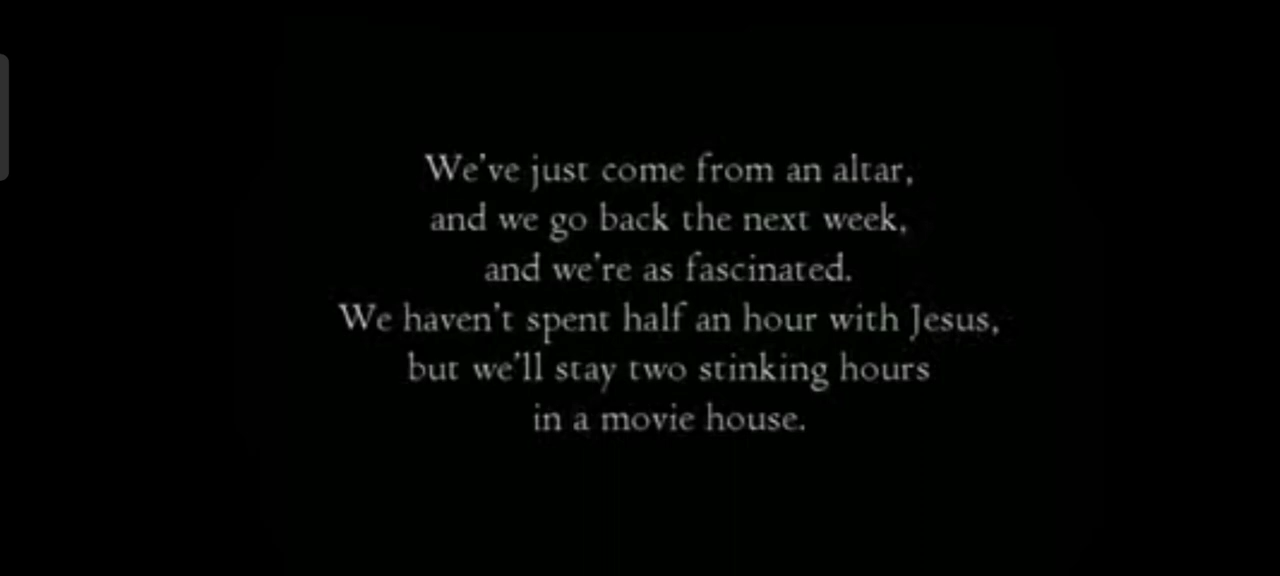 We've just come from an altar,
and we go back the next week,
and we're as fascinated.
We haven't spent half an hour with Jesus,
but we'll stay two stinking hours
in a movie house.